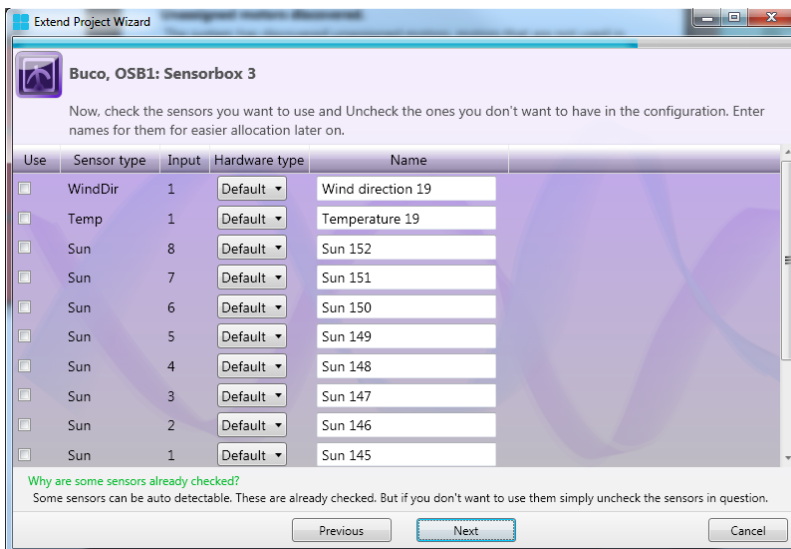 Extend Project Wizard
Unassigned motors discovered.
Buco, OSB1: Sensorbox 3
Now, check the sensors you want to use and Uncheck the ones you don't want to have in the configuration. Enter
names for them for easier allocation later on.
Use Sensor type Input Hardware type Name
WindDir 1 Default Wind direction 19
Temp 1 Default Temperature 19
Sun 8 Default Sun 152
Sun 7 Default Sun 151
Sun 6 Default Sun 150
Sun 5 Default Sun 149
Sun 4 Default Sun 148
Sun 3 Default Sun 147
Sun 2 Default Sun 146
Sun 1 Default Sun 145
Why are some sensors already checked?
Some sensors can be auto detectable. These are already checked. But if you don't want to use them simply uncheck the sensors in question.
Previous Next Cancel